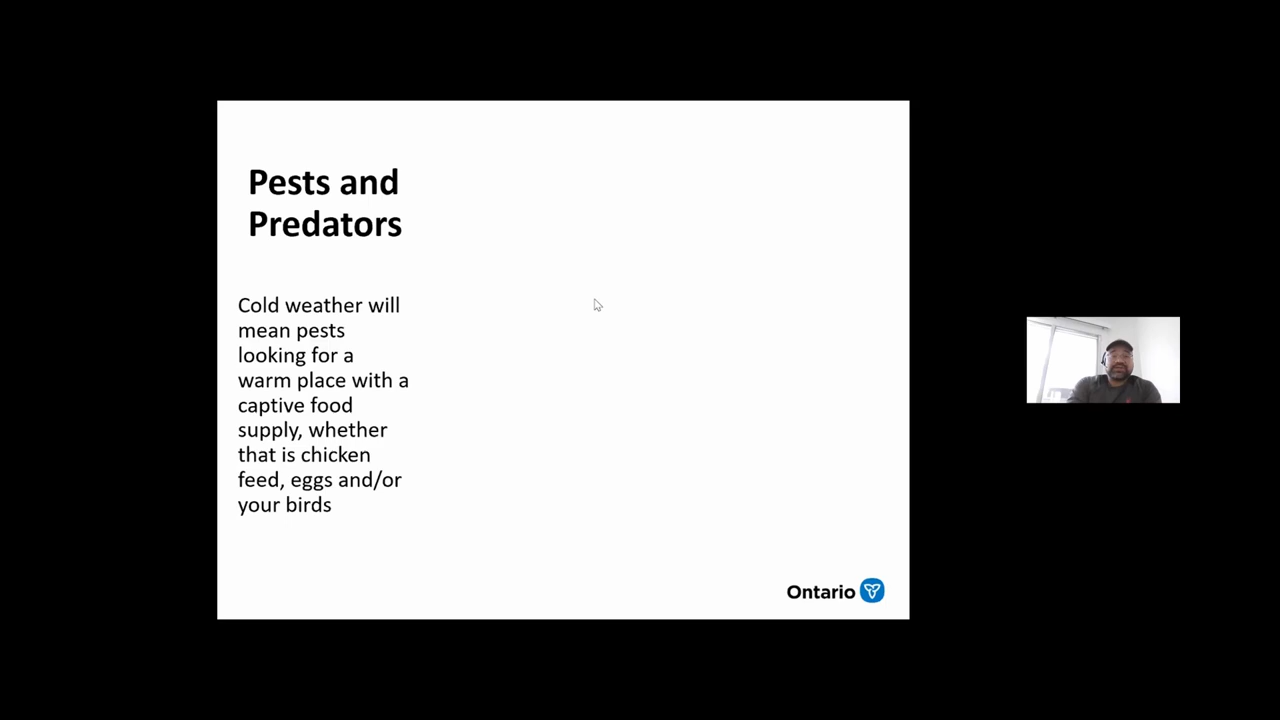 Pests and
Predators
Cold weather will
mean pests
looking for a
warm place with a
captive food
supply, whether
that is chicken
feed, eggs and/or
your birds
Ontario